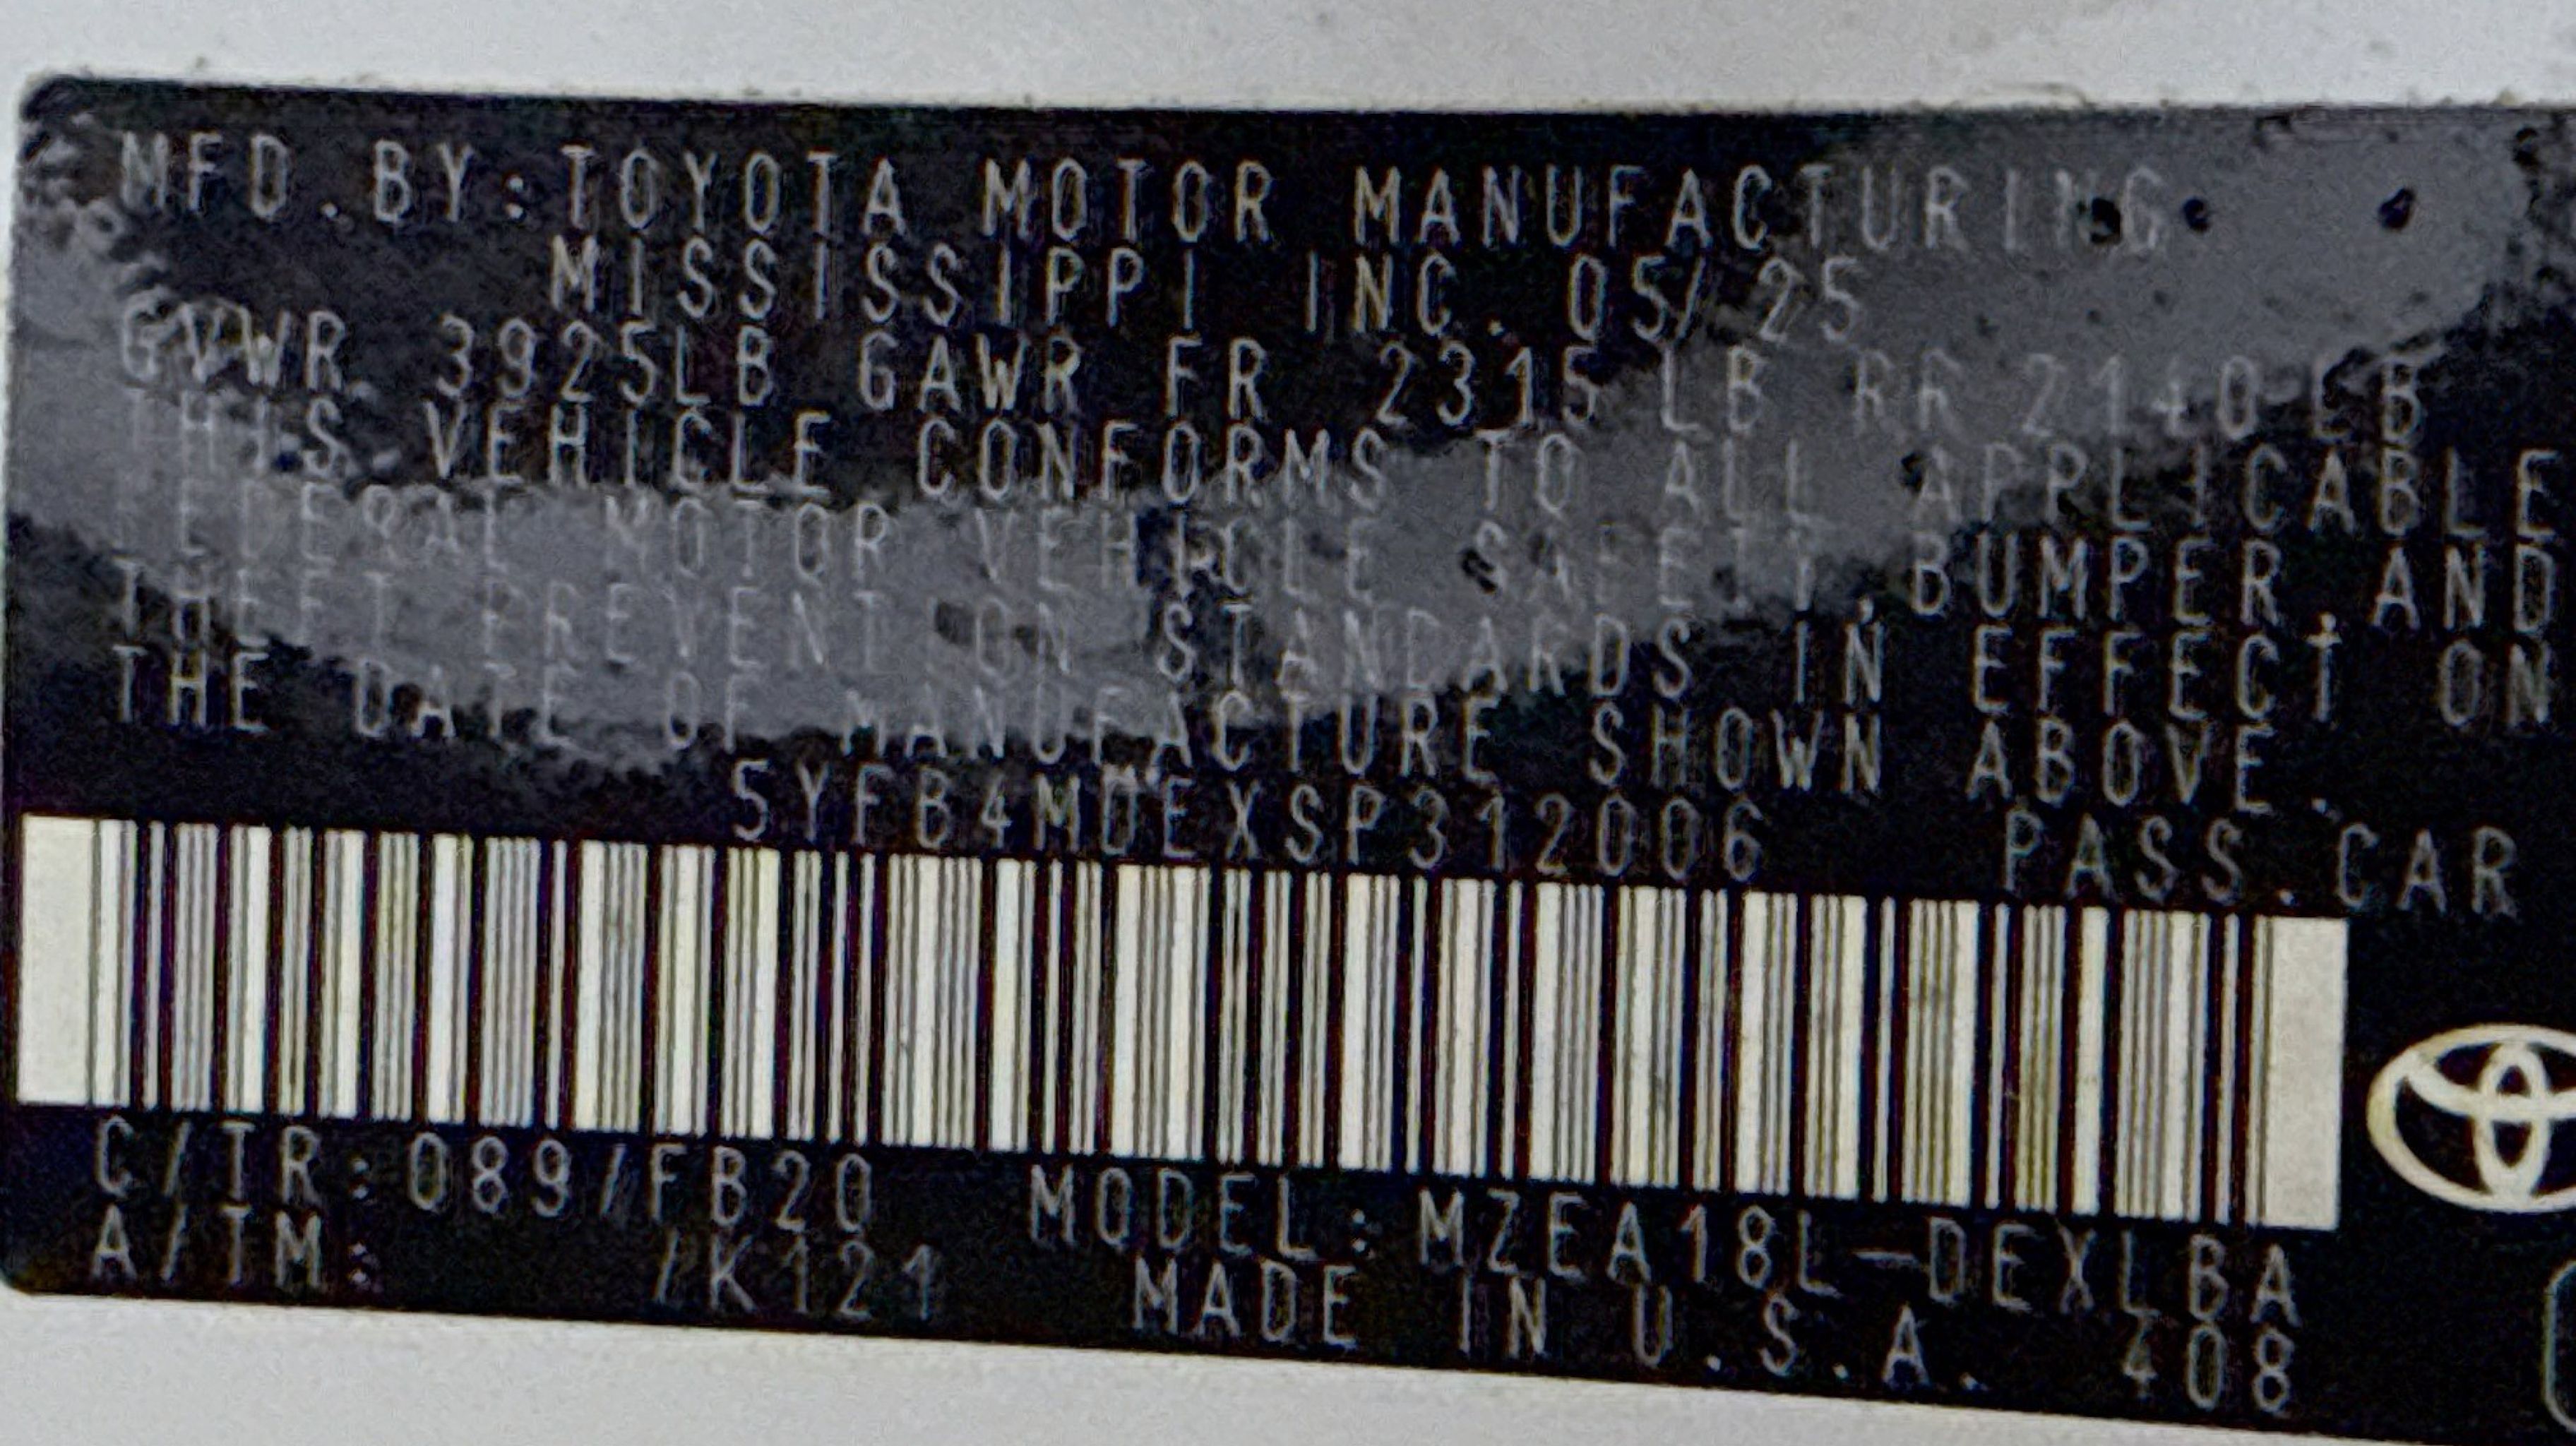 MFD.BY:TOYOTA MOTOR MANUFACTURING
MISSISSIPPI INC. 05/ 25
GVWR 3925LB GAWR FR 2315 LB RR LB
THIS VEHICLE CONFORMS TO ALL APPLICABLE
FEDERAL MOTOR VEHICLE SAFETY,BUMPER,AND
THEFT PREVENTION STANDARDS IN EFFECT ON
THE DATE OF MANUFACTURE SHOWN ABOVE.
5YFB4MDEXSP312006 PASS.CAR
C/TR:089/FB20 MODEL:MZEA18L-DEXLBA
A/TM: /K121 MADE IN U.S.A. 408